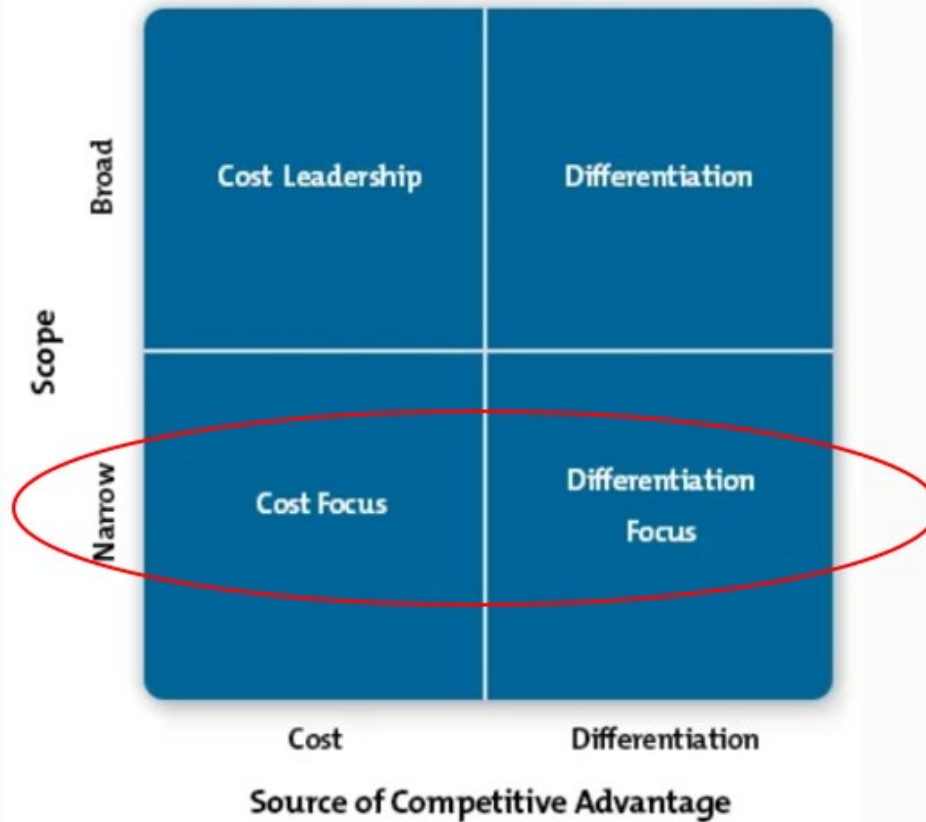 Broad
Cost Leadership
Differentiation
Scope
Narrow
Cost Focus
Differentiation
Focus
Cost
Differentiation
Source of Competitive Advantage